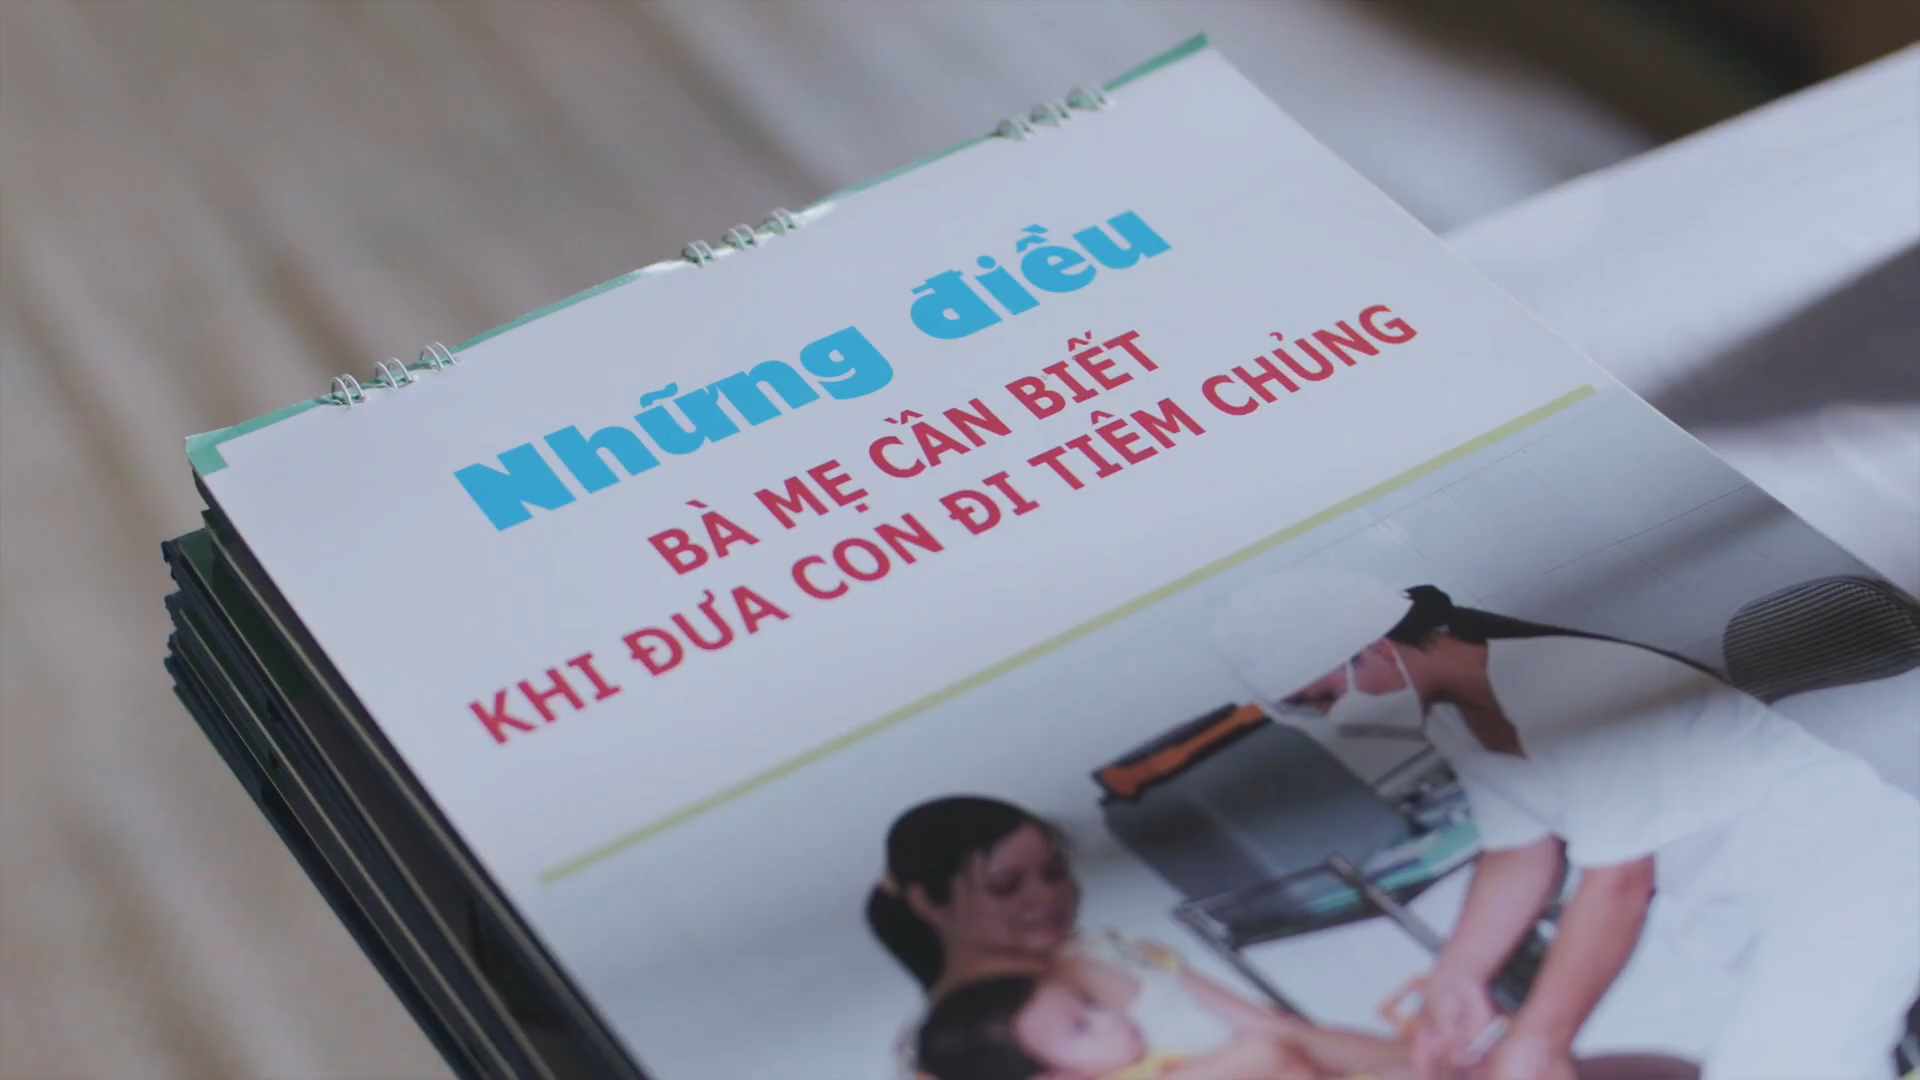 Những điều
BÀ MẸ CẦN BIẾT
KHI ĐƯA CON ĐI TIÊM CHỦNG